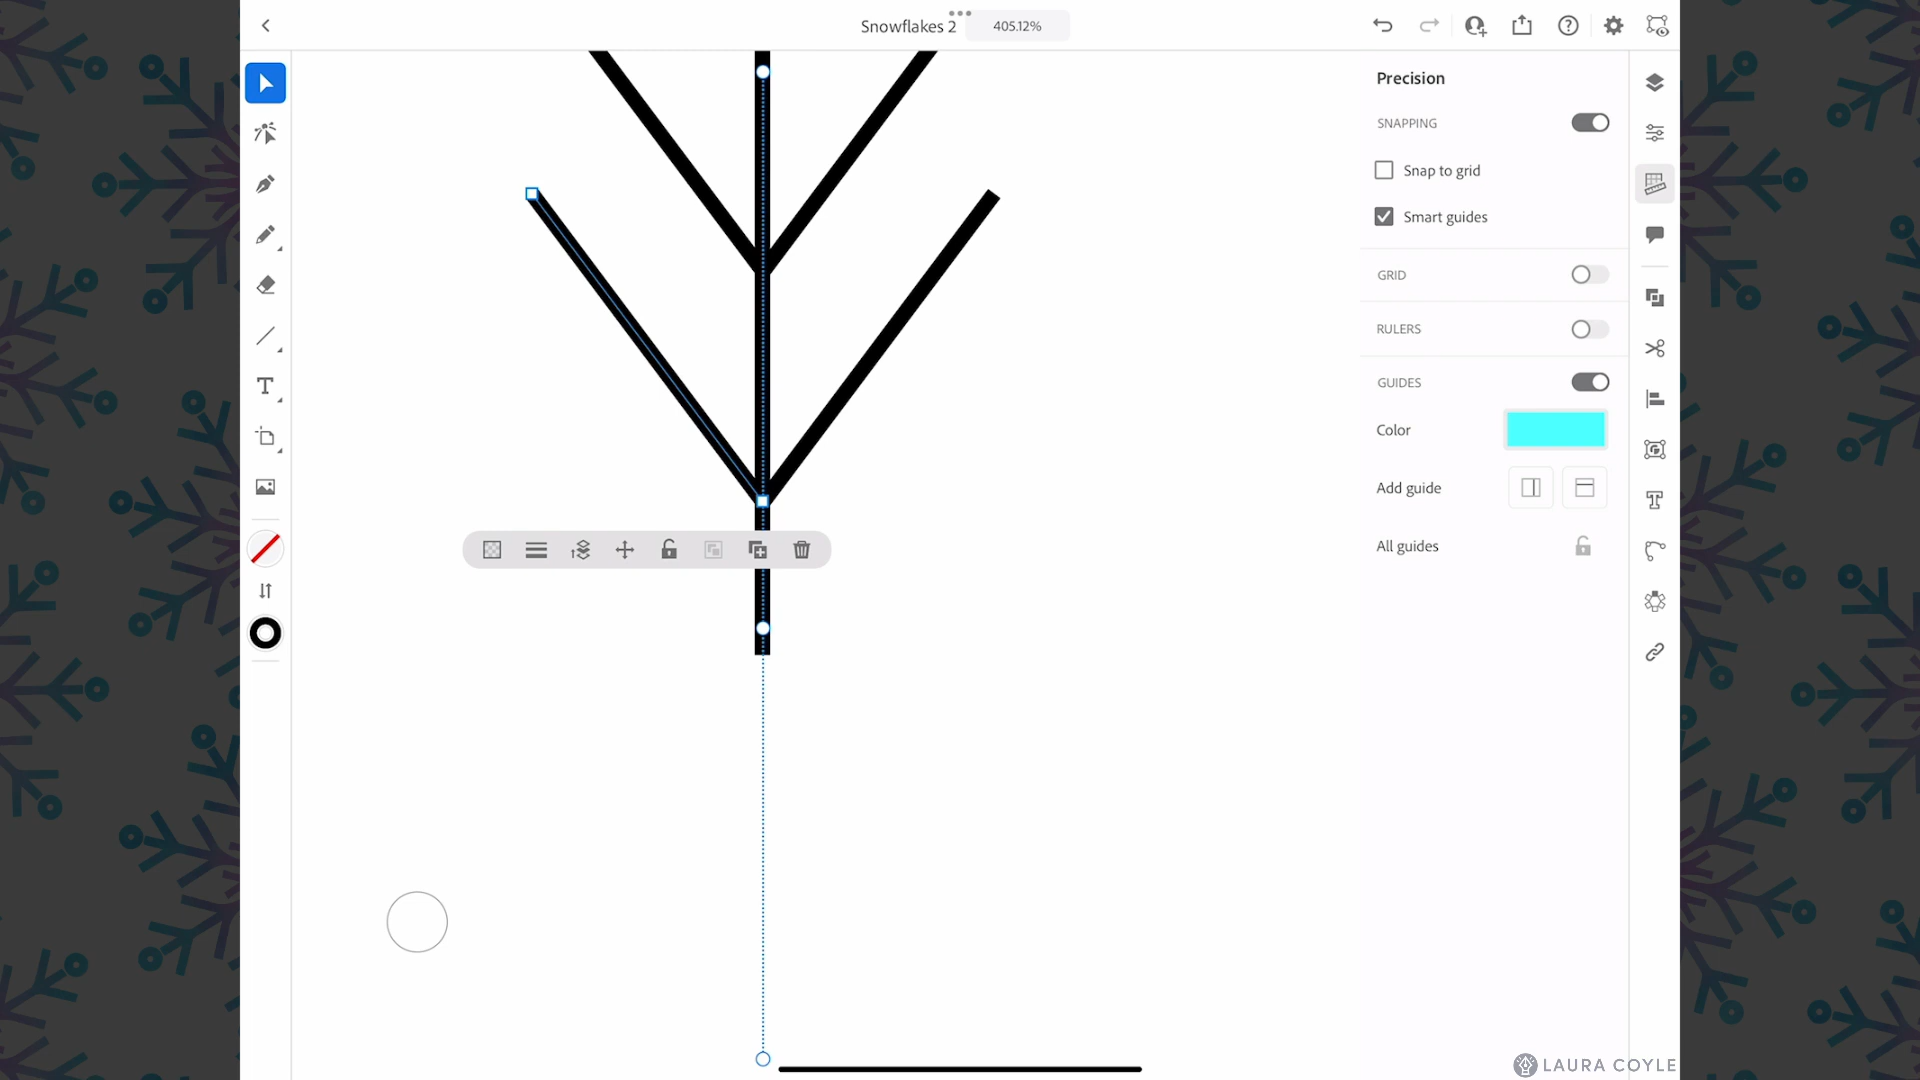 Snowflakes 2
405.12%
Precision
SNAPPING
Snap to grid
Smart guides
GRID
RULERS
GUIDES
Color
Add guide
All guides
LAURA COYLE